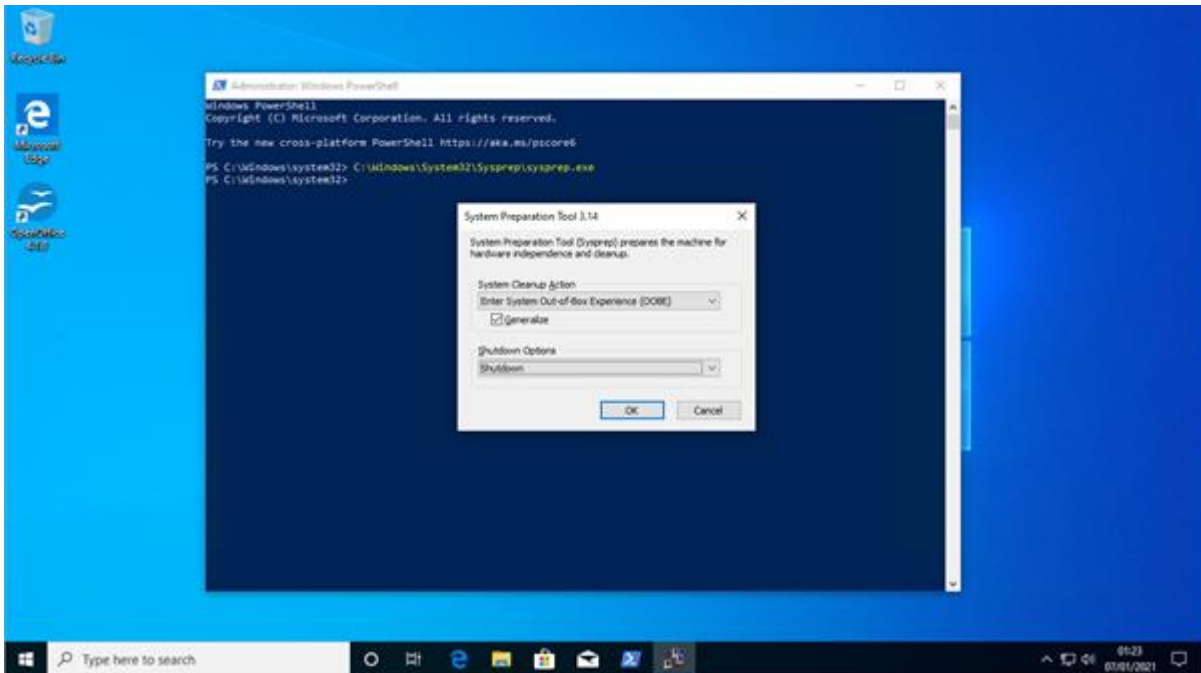 Recycle Bin
Microsoft
Edge
OpenOffice
Administrator: Windows PowerShell
Windows PowerShell
Copyright (C) Microsoft Corporation. All rights reserved.
Try the new cross-platform PowerShell https://aka.ms/pscore6
PS C:\Windows\system32> C:\Windows\System32\Sysprep\sysprep.exe
PS C:\Windows\system32>
System Preparation Tool 3.14
System Preparation Tool (Sysprep) prepares the machine for
hardware independence and cleanup.
System Cleanup Action
Enter System Out-of-Box Experience (OOBE)
Generalize
Shutdown Options
Shutdown
OK
Cancel
Type here to search
01:23
07/01/2021